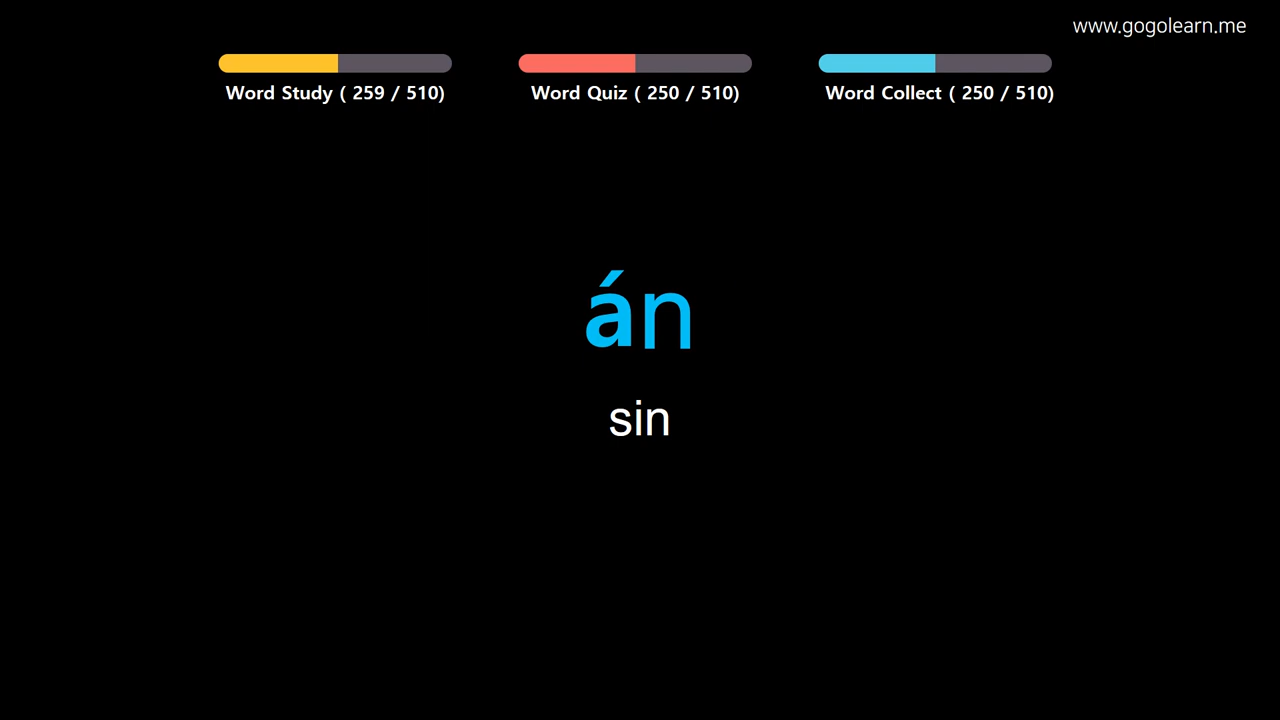 www.gogolearn.me
Word Study ( 259 / 510)
Word Quiz ( 250 / 510)
Word Collect ( 250 / 510)
án
sin